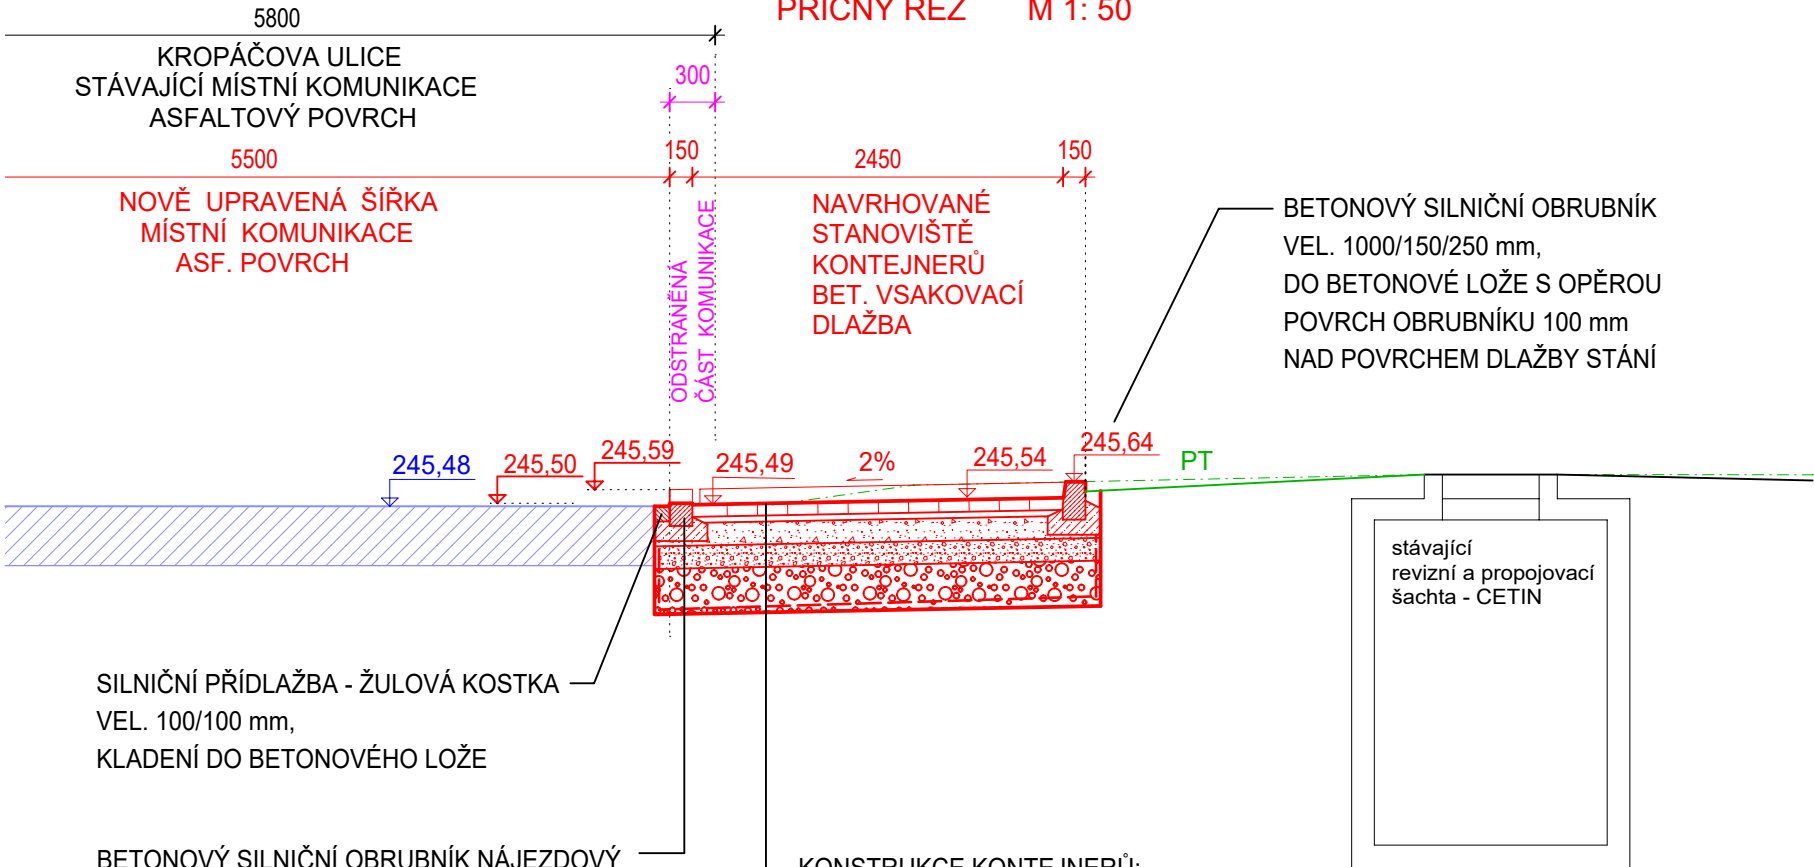 PŘÍČNÝ ŘEZ M 1: 50
5800
KROPÁČOVA ULICE
STÁVAJÍCÍ MÍSTNÍ KOMUNIKACE
ASFALTOVÝ POVRCH
300
5500
150
2450
150
NOVĚ UPRAVENÁ ŠÍŘKA
MÍSTNÍ KOMUNIKACE
ASF. POVRCH
ODSTRANĚNÁ
ČÁST KOMUNIKACE
NAVRHOVANÉ
STANOVIŠTĚ
KONTEJNERŮ
BET. VSAKOVACÍ
DLAŽBA
BETONOVÝ SILNIČNÍ OBRUBNÍK
VEL. 1000/150/250 mm,
DO BETONOVÉ LOŽE S OPĚROU
POVRCH OBRUBNÍKU 100 mm
NAD POVRCHEM DLAŽBY STÁNÍ
245,48
245,50
245,59
245,49
2%
245,54
245,64
PT
stávající
revizní a propojovací
šachta - CETIN
SILNIČNÍ PŘÍDLAŽBA - ŽULOVÁ KOSTKA
VEL. 100/100 mm,
KLADENÍ DO BETONOVÉHO LOŽE
BETONOVÝ SILNIČNÍ OBRUBNÍK NÁJEZDOVÝ
KONSTRUKCE KONTEJNERŮ: